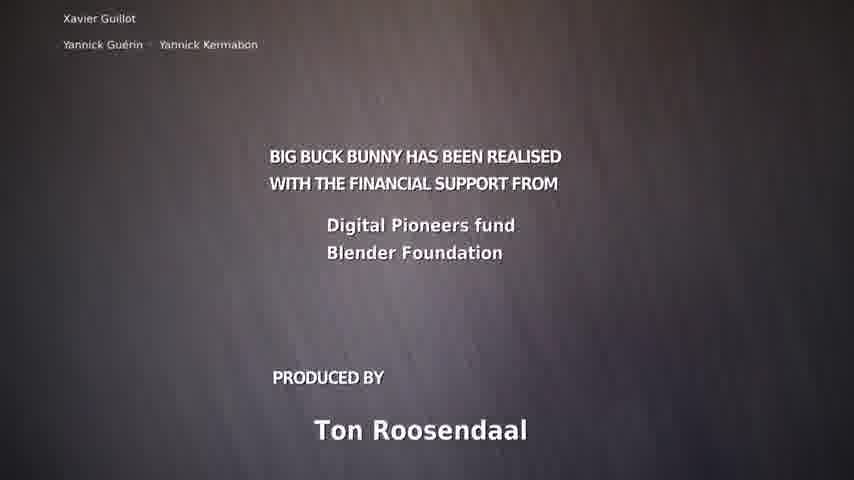 Xavier Guillot
Yannick Guérin Yannick Kermabon
BIG BUCK BUNNY HAS BEEN REALISED
WITH THE FINANCIAL SUPPORT FROM
Digital Pioneers fund
Blender Foundation
PRODUCED BY
Ton Roosendaal